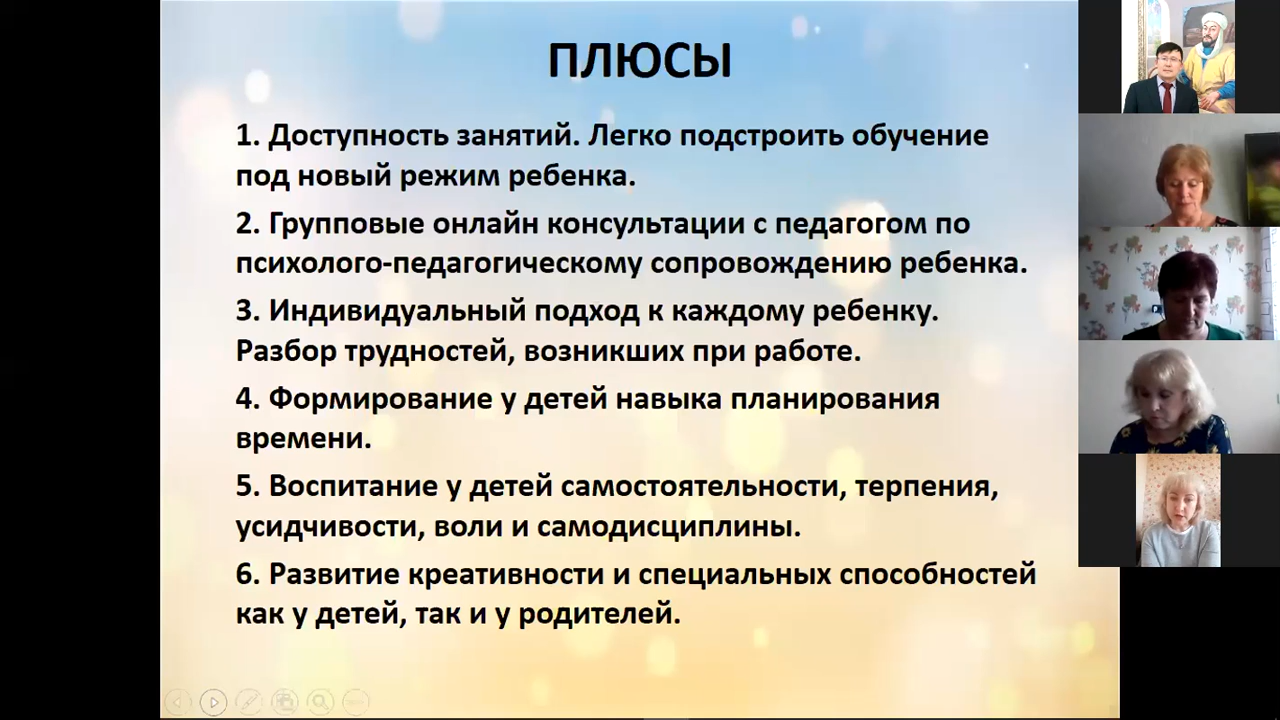 ПЛЮСЫ
1. Доступность занятий. Легко подстроить обучение
под новый режим ребенка.
2. Групповые онлайн консультации с педагогом по
психолого-педагогическому сопровождению ребенка.
3. Индивидуальный подход к каждому ребенку.
Разбор трудностей, возникших при работе.
4. Формирование у детей навыка планирования
времени.
5. Воспитание у детей самостоятельности, терпения,
усидчивости, воли и самодисциплины.
6. Развитие креативности и специальных способностей
как у детей, так и у родителей.